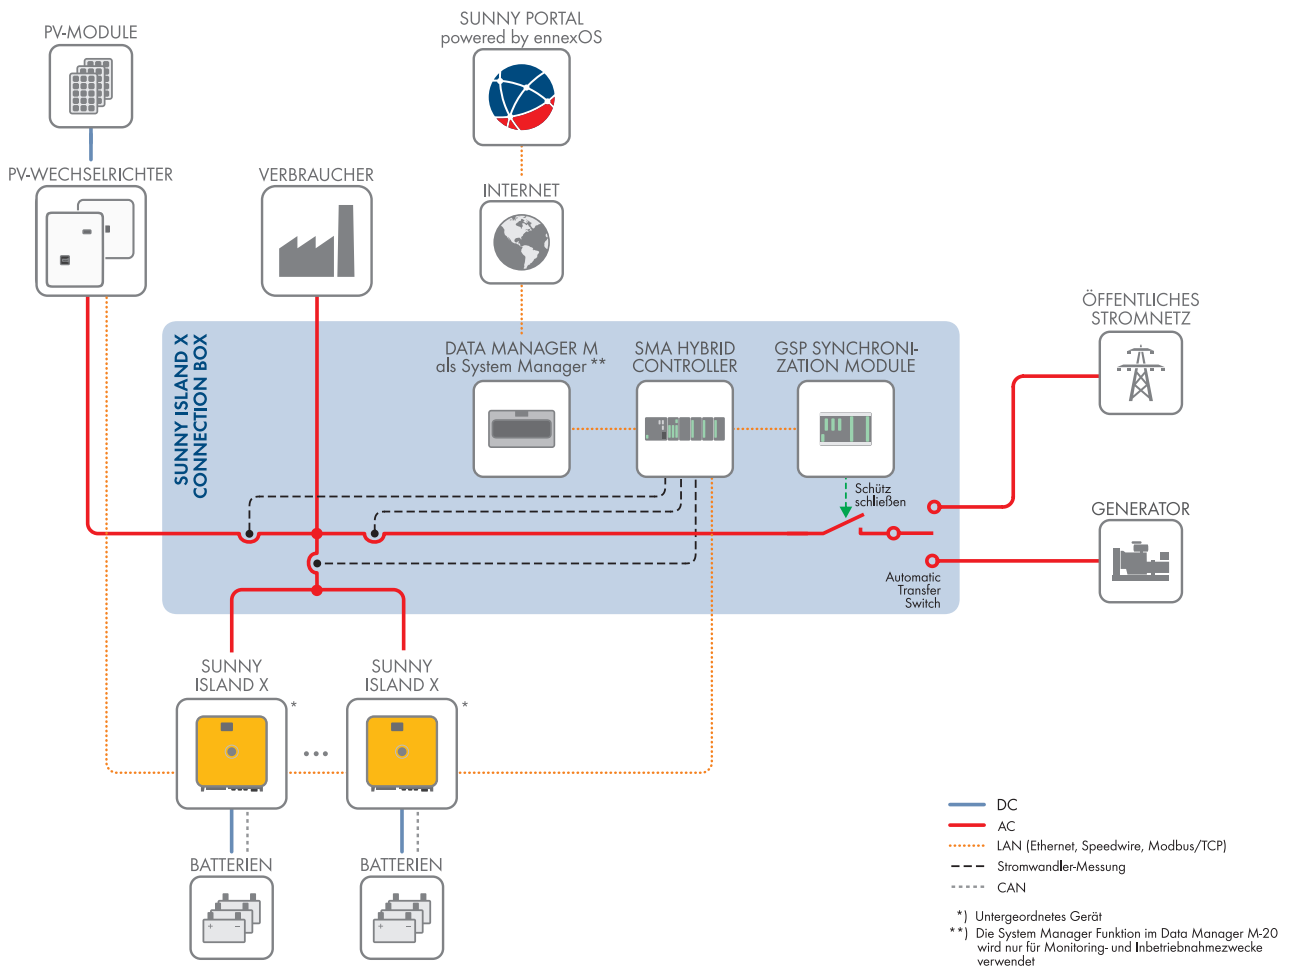 PV-MODULE
SUNNY PORTAL
powered by ennexOS
PV-WECHSELRICHTER
VERBRAUCHER
INTERNET
ÖFFENTLICHES
STROMNETZ
SUNNY ISLAND X
CONNECTION BOX
DATA MANAGER M
als System Manager **
SMA HYBRID
CONTROLLER
GSP SYNCHRONI-
ZATION MODULE
Schütz
schließen
GENERATOR
Automatic
Transfer
Switch
SUNNY
ISLAND X
*
SUNNY
ISLAND X
*
...
BATTERIEN
BATTERIEN
+ −
+ −
DC
AC
LAN (Ethernet, Speedwire, Modbus/TCP)
Stromwandler-Messung
CAN
*) Untergeordnetes Gerät
**) Die System Manager Funktion im Data Manager M-20
wird nur für Monitoring- und Inbetriebnahmezwecke
verwendet